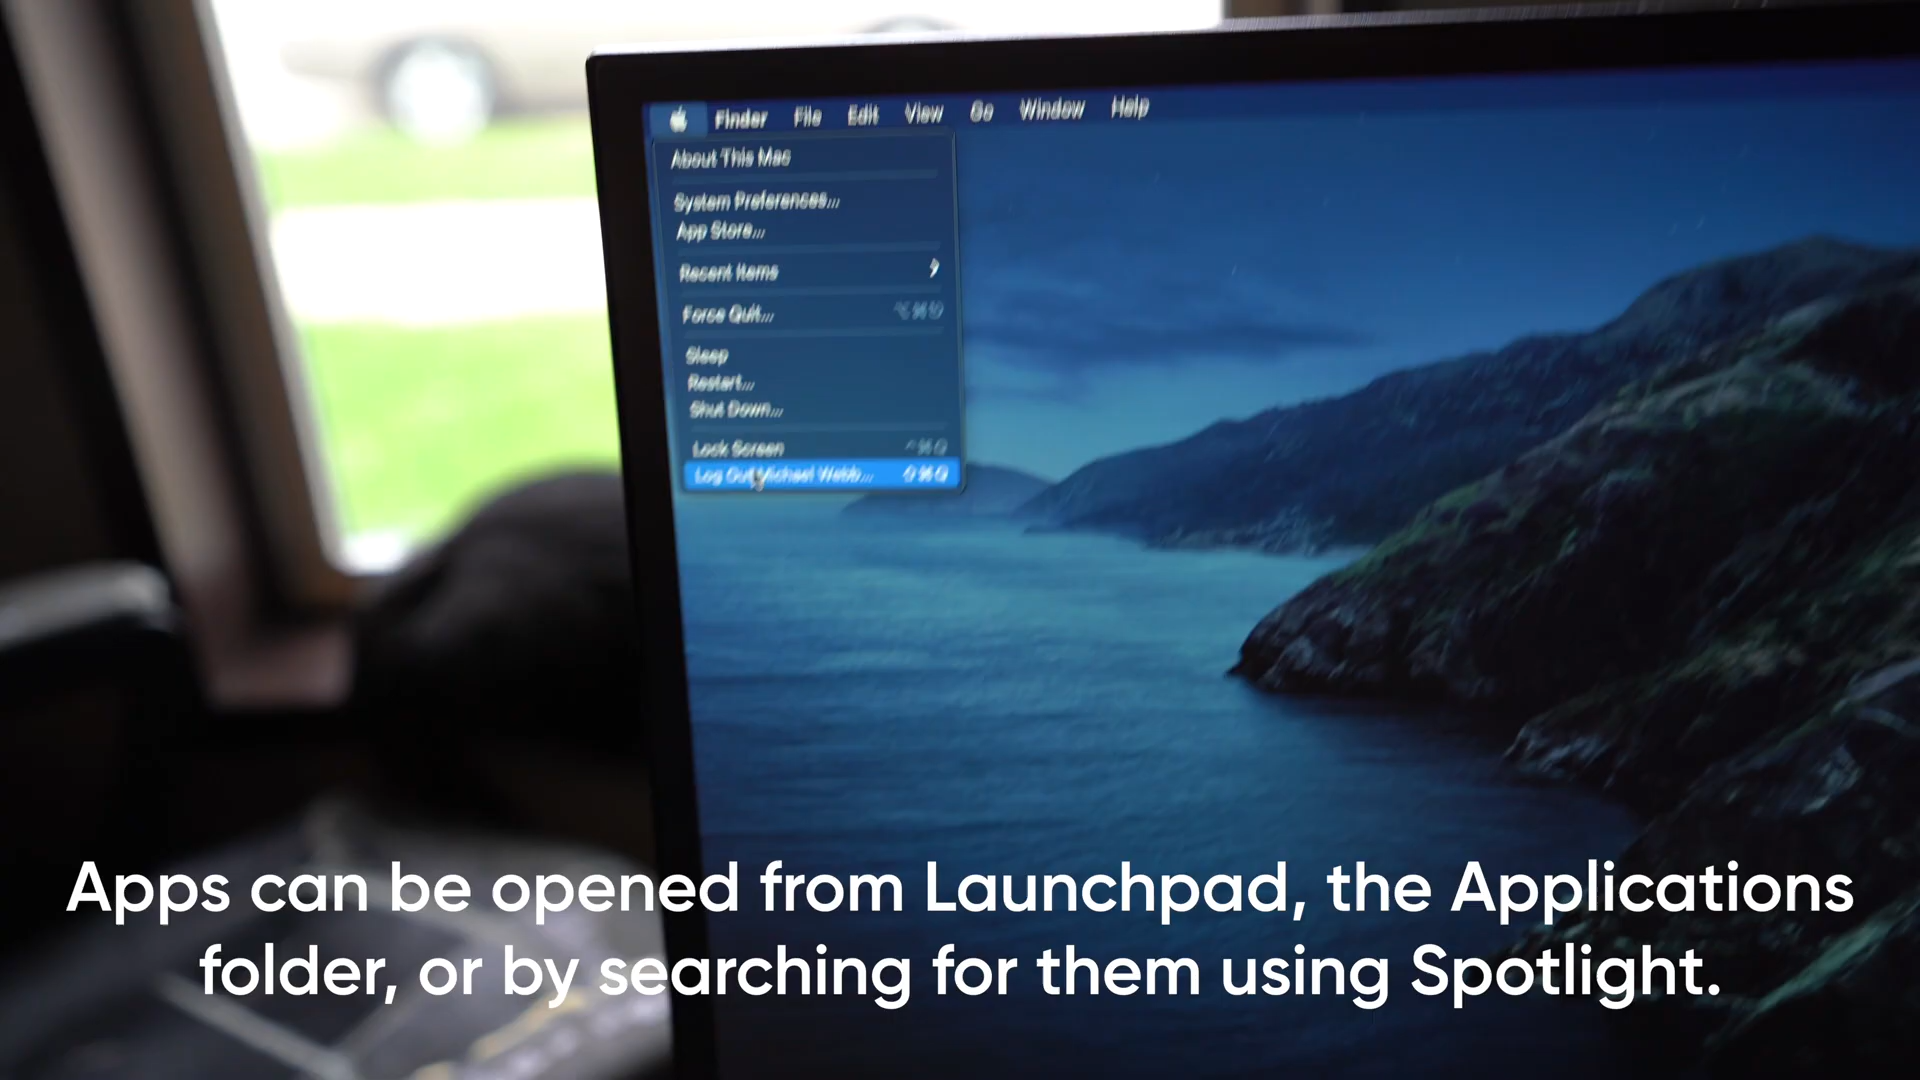 Finder File Edit View Go Window Help
About This Mac
System Preferences...
App Store...
Recent Items
Force Quit... ⌥⌘⎋
Sleep
Restart...
Shut Down...
Lock Screen ^⌘Q
Log Out Michael Webb... ⇧⌘Q
Apps can be opened from Launchpad, the Applications
folder, or by searching for them using Spotlight.